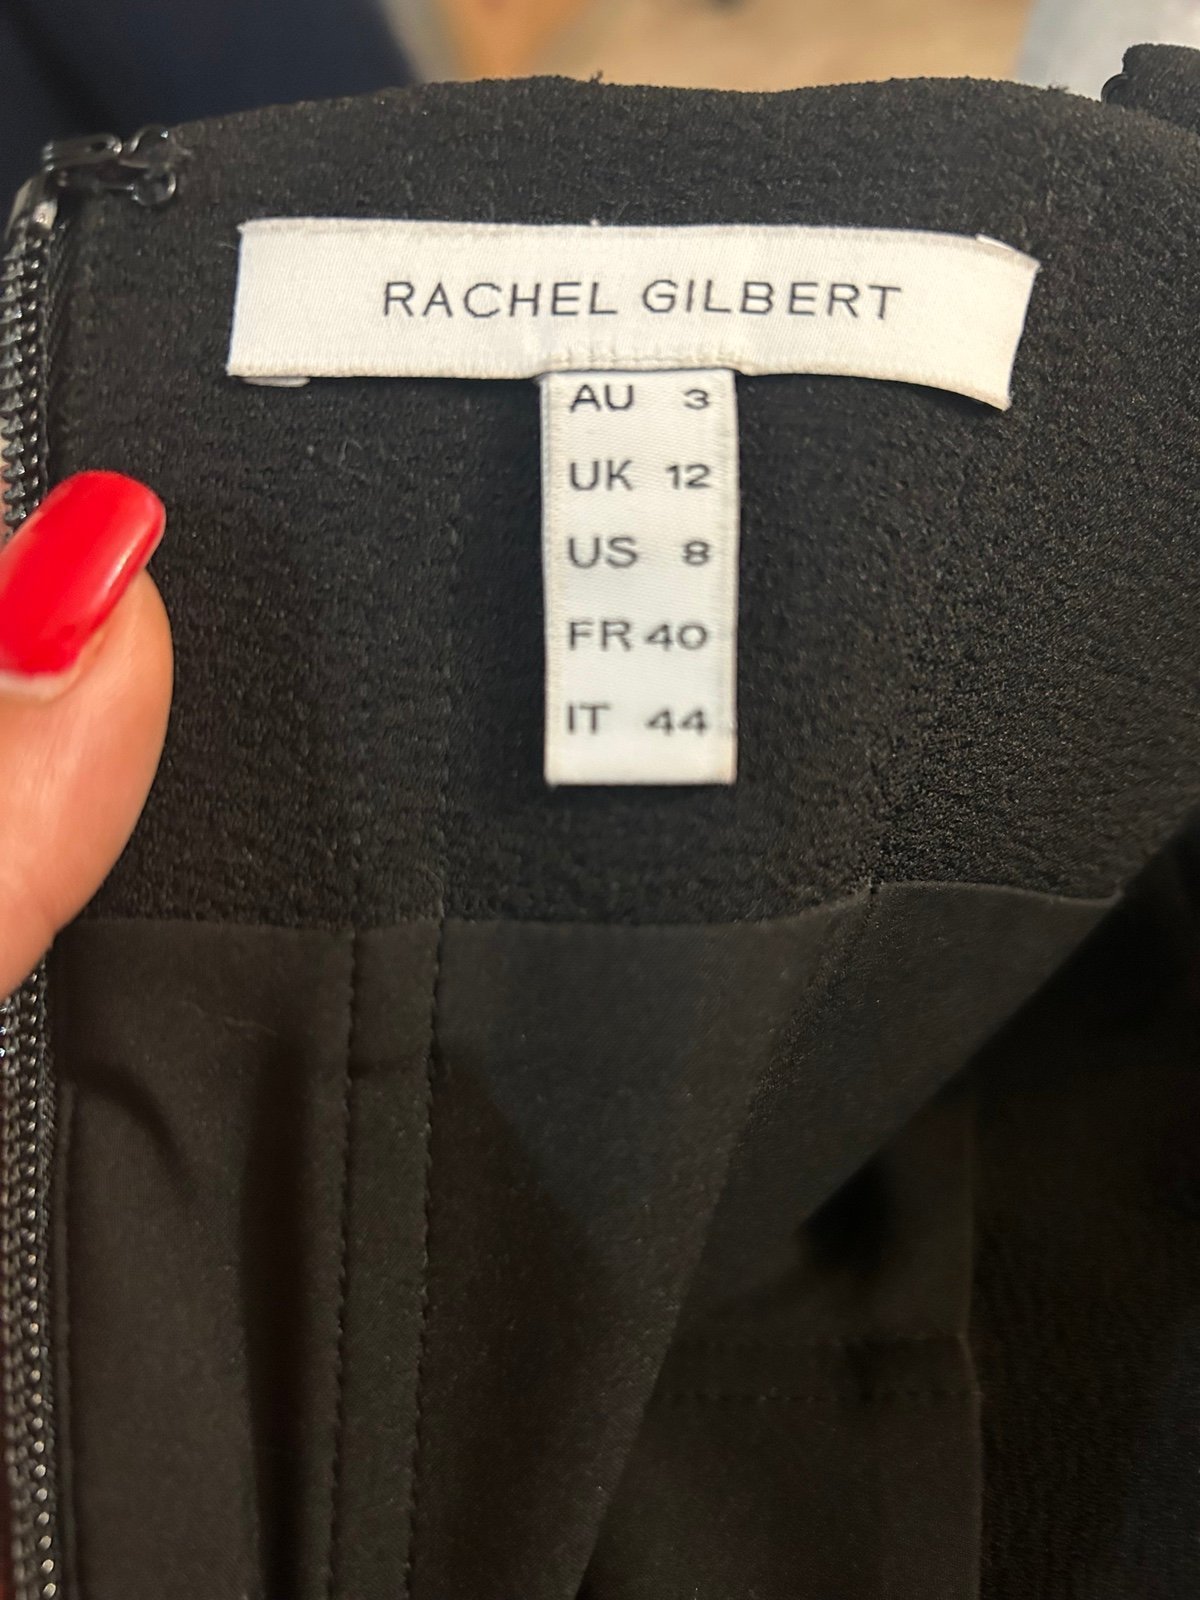 RACHEL GILBERT
AU 3
UK 12
US 8
FR 40
IT 44